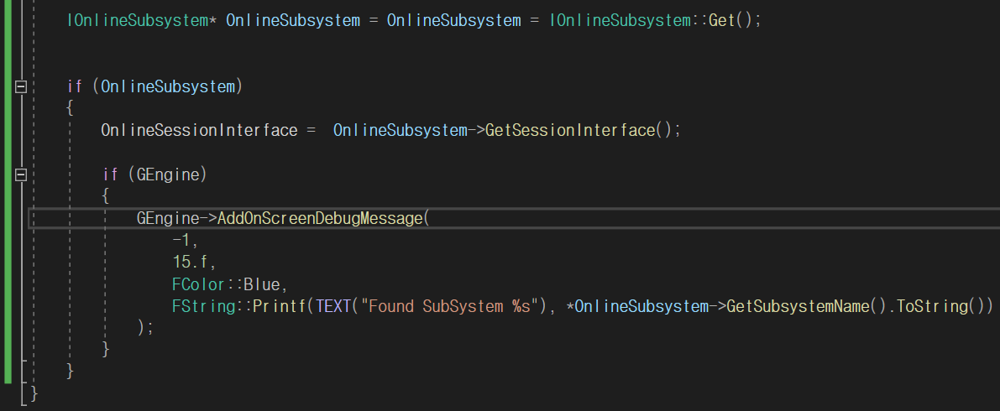 IOnlineSubsystem* OnlineSubsystem = OnlineSubsystem = IOnlineSubsystem::Get();
if (OnlineSubsystem)
{
OnlineSessionInterface =  OnlineSubsystem->GetSessionInterface();
if (GEngine)
{
GEngine->AddOnScreenDebugMessage(
-1,
15.f,
FColor::Blue,
FString::Printf(TEXT("Found SubSystem %s"), *OnlineSubsystem->GetSubsystemName().ToString())
);
}
}
}